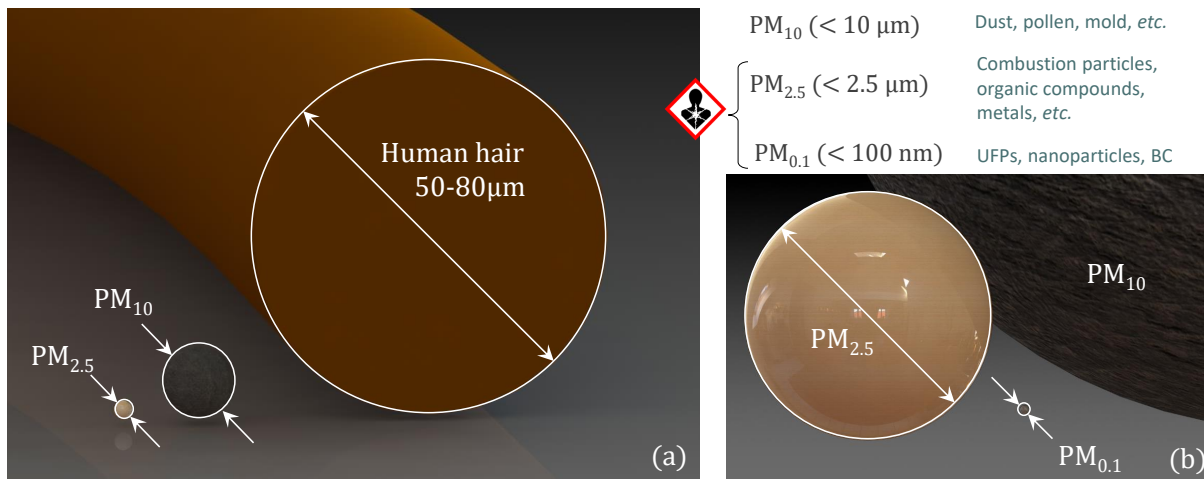 Human hair
50-80μm
PM₁₀
PM₂.₅
(a)
PM₁₀ (< 10 μm) Dust, pollen, mold, etc.
PM₂.₅ (< 2.5 μm) Combustion particles,
organic compounds,
metals, etc.
PM₀.₁ (< 100 nm) UFPs, nanoparticles, BC
PM₁₀
PM₂.₅
PM₀.₁
(b)